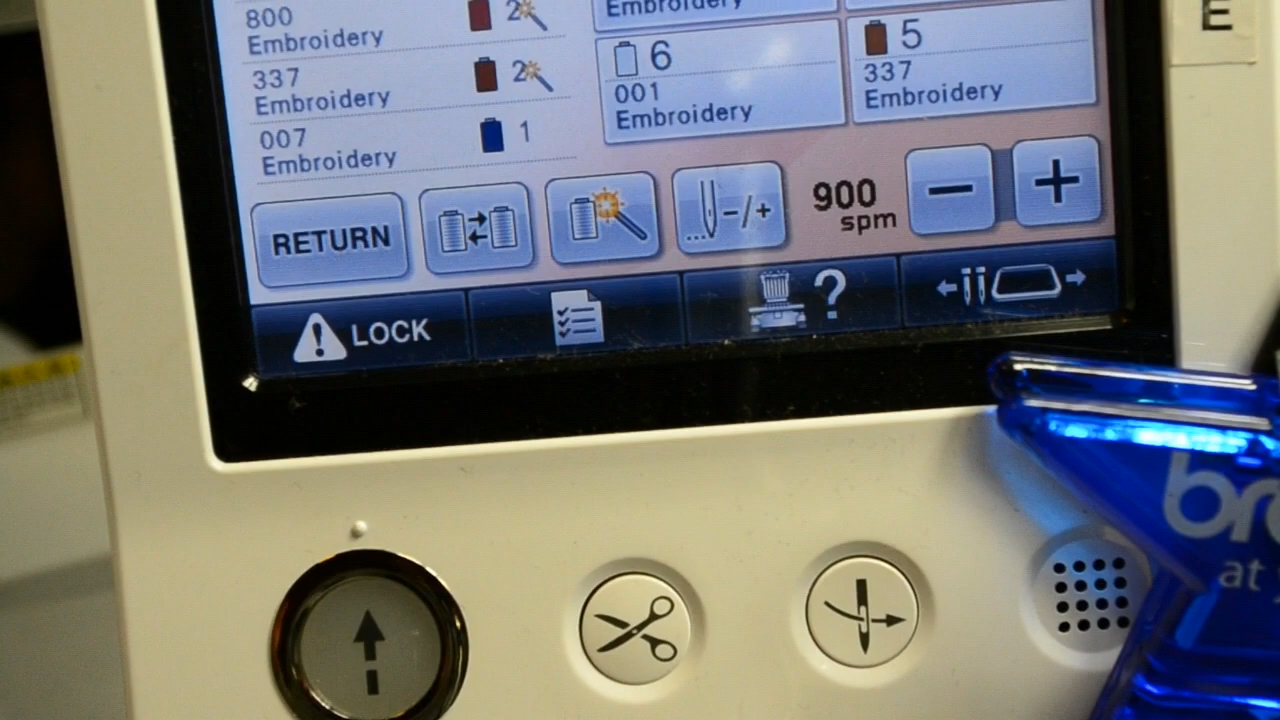 800
2
Embroidery
337
2
Embroidery
007
1
Embroidery
Embroidery
6
001
Embroidery
5
337
Embroidery
RETURN
-/+
900
spm
−
+
LOCK
?
E
at